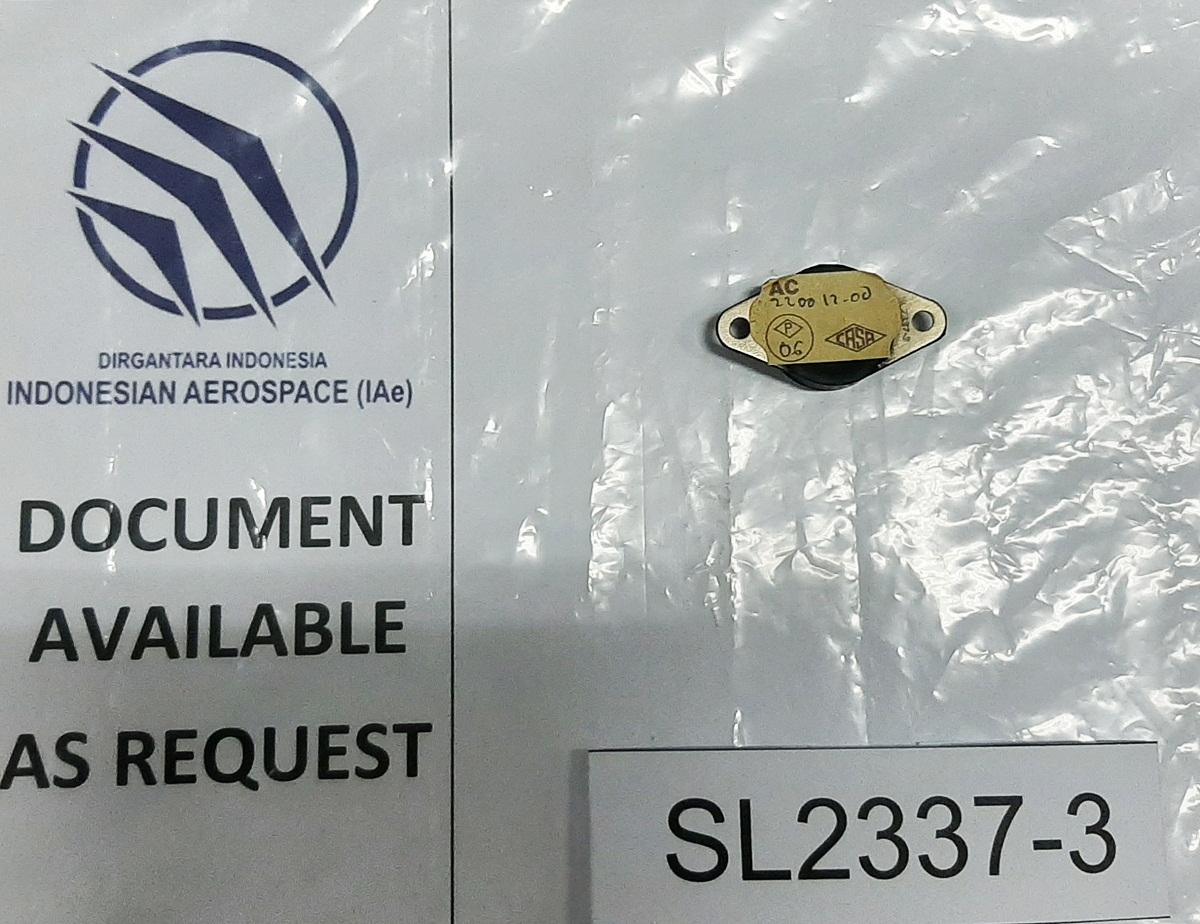 DIRGANTARA INDONESIA
INDONESIAN AEROSPACE (IAe)
DOCUMENT
AVAILABLE
AS REQUEST
AC
220012-00
P
06
CASA
SL2337-3